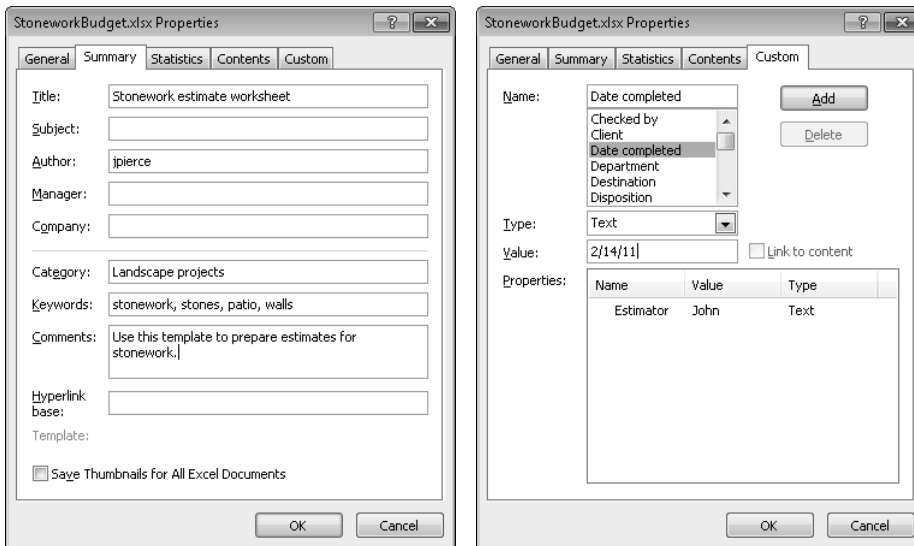 StoneworkBudget.xlsx Properties
General Summary Statistics Contents Custom
Title: Stonework estimate worksheet
Subject:
Author: jpierce
Manager:
Company:
Category: Landscape projects
Keywords: stonework, stones, patio, walls
Comments: Use this template to prepare estimates for
stonework.
Hyperlink
base:
Template:
Save Thumbnails for All Excel Documents
OK Cancel
StoneworkBudget.xlsx Properties
General Summary Statistics Contents Custom
Name: Date completed Add
Checked by
Client
Delete
Date completed
Department
Destination
Disposition
Type: Text
Value: 2/14/11 Link to content
Properties: Name Value Type
Estimator John Text
OK Cancel